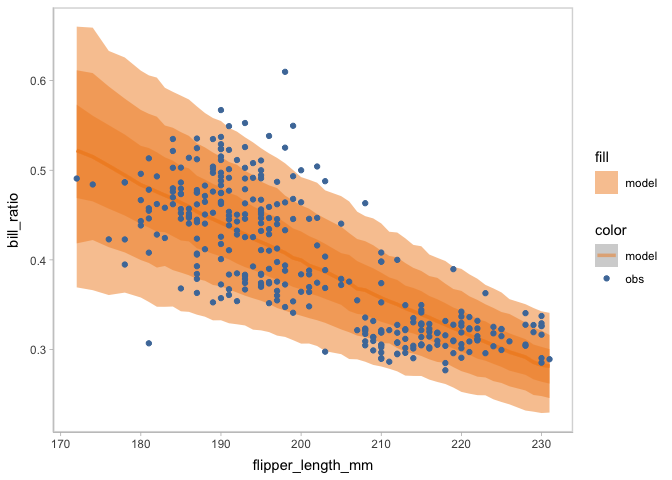 bill_ratio
0.6
0.5
0.4
0.3
170 180 190 200 210 220 230
flipper_length_mm
fill
model
color
model
obs